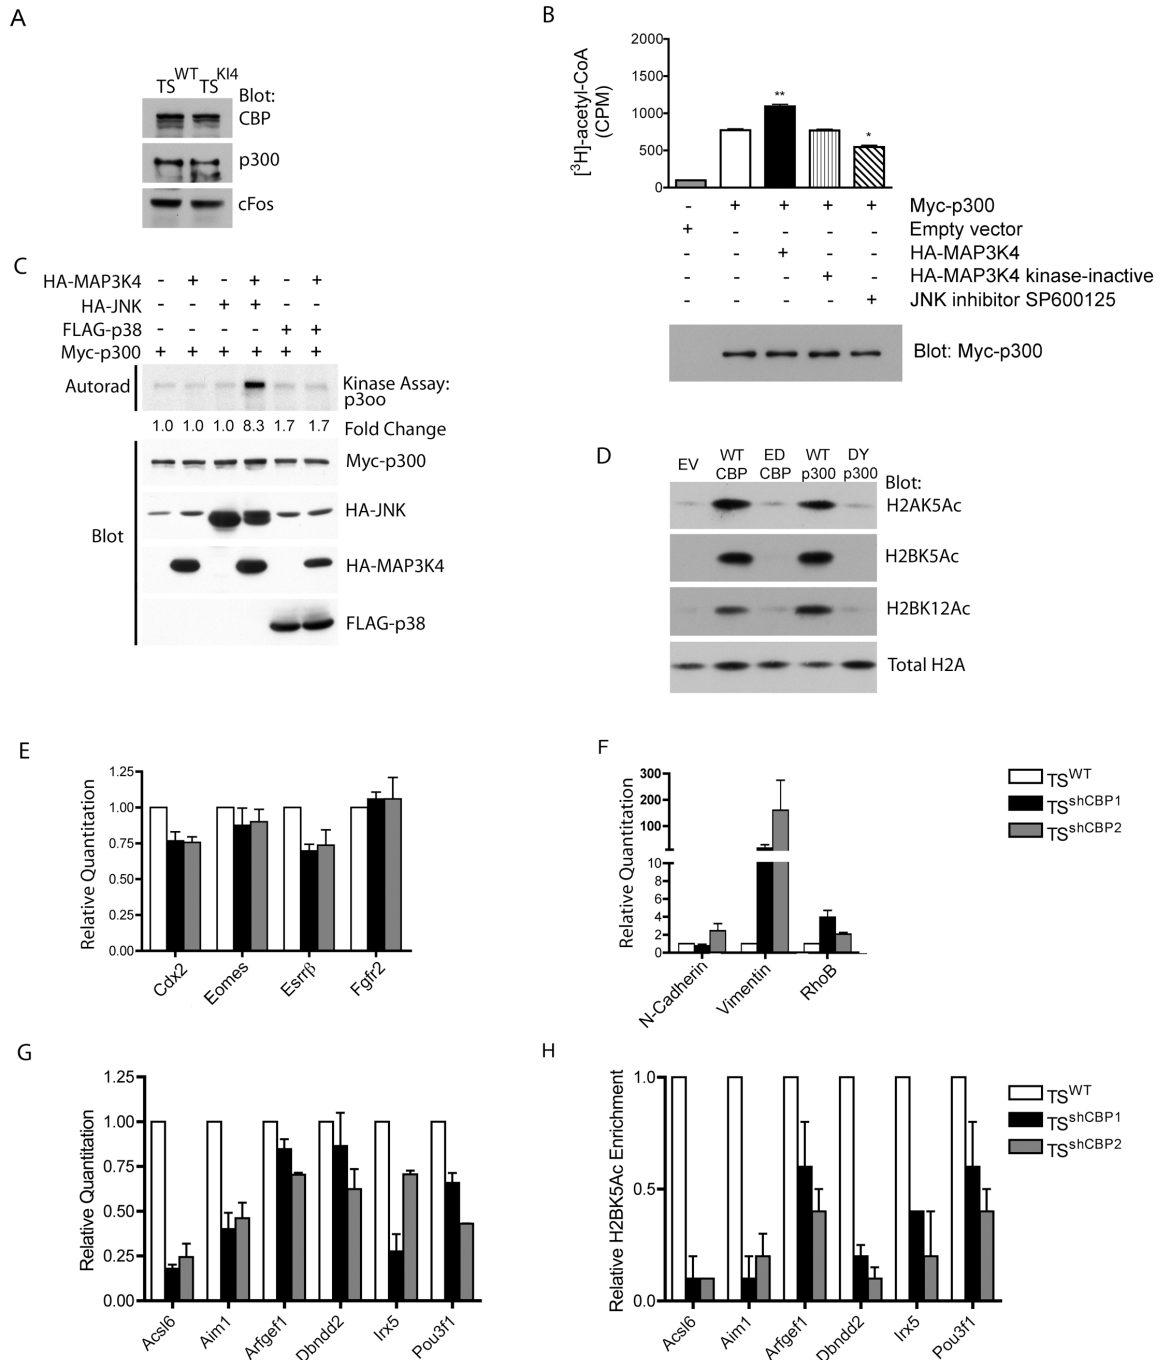 A
TS^WT TS^KI4
Blot:
CBP
p300
cFos
B
[³H]-acetyl-CoA
(CPM)
2000
1500
1000
500
0
** *
- + + + + Myc-p300
+ - - - - Empty vector
- - + - - HA-MAP3K4
- - - + - HA-MAP3K4 kinase-inactive
- - - - + JNK inhibitor SP600125
Blot: Myc-p300
C
HA-MAP3K4 - + - + - +
HA-JNK - - + + - -
FLAG-p38 - - - - + +
Myc-p300 + + + + + +
Autorad
Kinase Assay:
p3oo
1.0 1.0 1.0 8.3 1.7 1.7 Fold Change
Blot
Myc-p300
HA-JNK
HA-MAP3K4
FLAG-p38
D
EV WT CBP ED CBP WT p300 DY p300
Blot:
H2AK5Ac
H2BK5Ac
H2BK12Ac
Total H2A
E
Relative Quantitation
1.25
1.00
0.75
0.50
0.25
0.00
Cdx2 Eomes Esrrβ Fgfr2
F
Relative Quantitation
300
200
100
10
8
6
4
2
0
N-Cadherin Vimentin RhoB
TS^WT
TS^shCBP1
TS^shCBP2
G
Relative Quantitation
1.25
1.00
0.75
0.50
0.25
0.00
Acsl6 Aim1 Arfgef1 Dbndd2 Irx5 Pou3f1
H
Relative H2BK5Ac Enrichment
1.0
0.5
0.0
Acsl6 Aim1 Arfgef1 Dbndd2 Irx5 Pou3f1
TS^WT
TS^shCBP1
TS^shCBP2